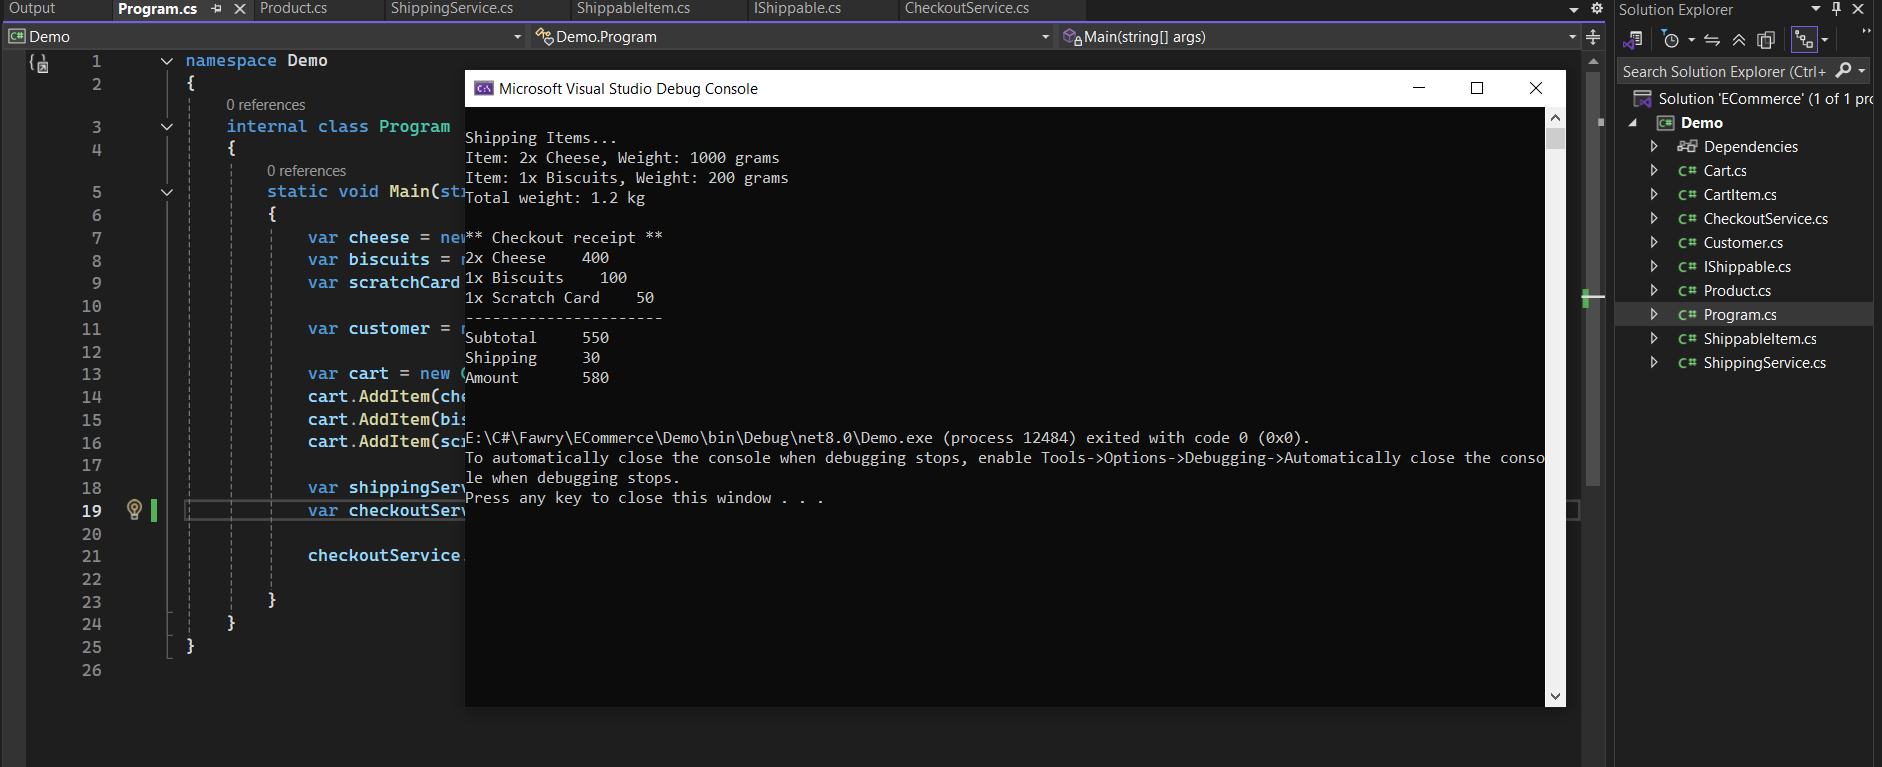 Output Program.cs Product.cs ShippingService.cs ShippableItem.cs IShippable.cs CheckoutService.cs
C# Demo Demo.Program Main(string[] args)
1 namespace Demo
2 {
0 references
3 internal class Program
4 {
0 references
5 static void Main(str
6 {
7 var cheese = new
8 var biscuits = n
9 var scratchCard
10
11 var customer = n
12
13 var cart = new C
14 cart.AddItem(che
15 cart.AddItem(bis
16 cart.AddItem(scr
17
18 var shippingServ
19 var checkoutServ
20
21 checkoutService.
22
23 }
24 }
25 }
26
C:\ Microsoft Visual Studio Debug Console
Shipping Items...
Item: 2x Cheese, Weight: 1000 grams
Item: 1x Biscuits, Weight: 200 grams
Total weight: 1.2 kg
** Checkout receipt **
2x Cheese    400
1x Biscuits    100
1x Scratch Card    50
----------------------
Subtotal     550
Shipping     30
Amount       580
E:\C#\Fawry\ECommerce\Demo\bin\Debug\net8.0\Demo.exe (process 12484) exited with code 0 (0x0).
To automatically close the console when debugging stops, enable Tools->Options->Debugging->Automatically close the conso
le when debugging stops.
Press any key to close this window . . .
Solution Explorer
Search Solution Explorer (Ctrl+
Solution 'ECommerce' (1 of 1 pro
C# Demo
Dependencies
C# Cart.cs
C# CartItem.cs
C# CheckoutService.cs
C# Customer.cs
C# IShippable.cs
C# Product.cs
C# Program.cs
C# ShippableItem.cs
C# ShippingService.cs